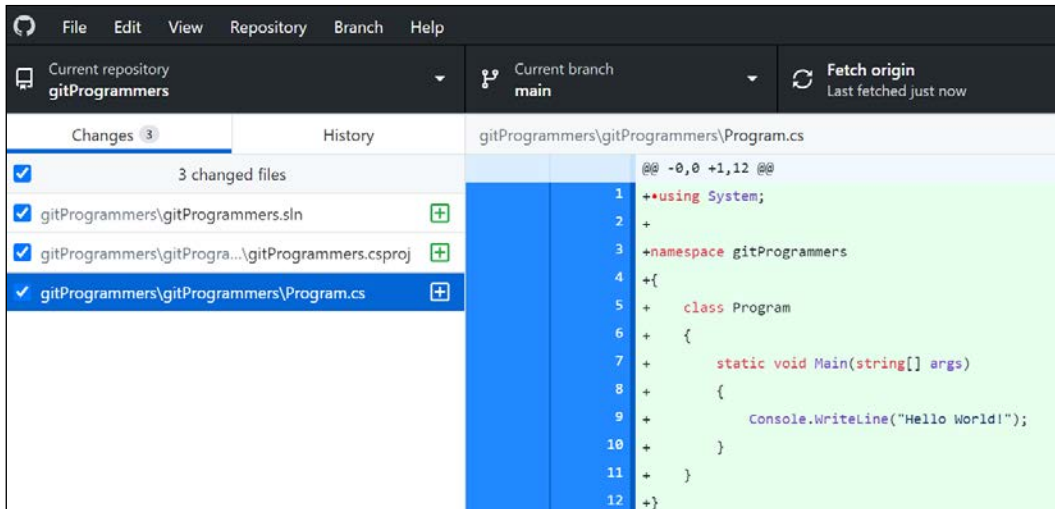 File Edit View Repository Branch Help
Current repository
gitProgrammers
Current branch
main
Fetch origin
Last fetched just now
Changes 3 History
3 changed files
gitProgrammers\gitProgrammers.sln
gitProgrammers\gitProgra...\gitProgrammers.csproj
gitProgrammers\gitProgrammers\Program.cs
gitProgrammers\gitProgrammers\Program.cs
@@ -0,0 +1,12 @@
1 +•using System;
2 +
3 +namespace gitProgrammers
4 +{
5 +    class Program
6 +    {
7 +        static void Main(string[] args)
8 +        {
9 +            Console.WriteLine("Hello World!");
10 +        }
11 +    }
12 +}